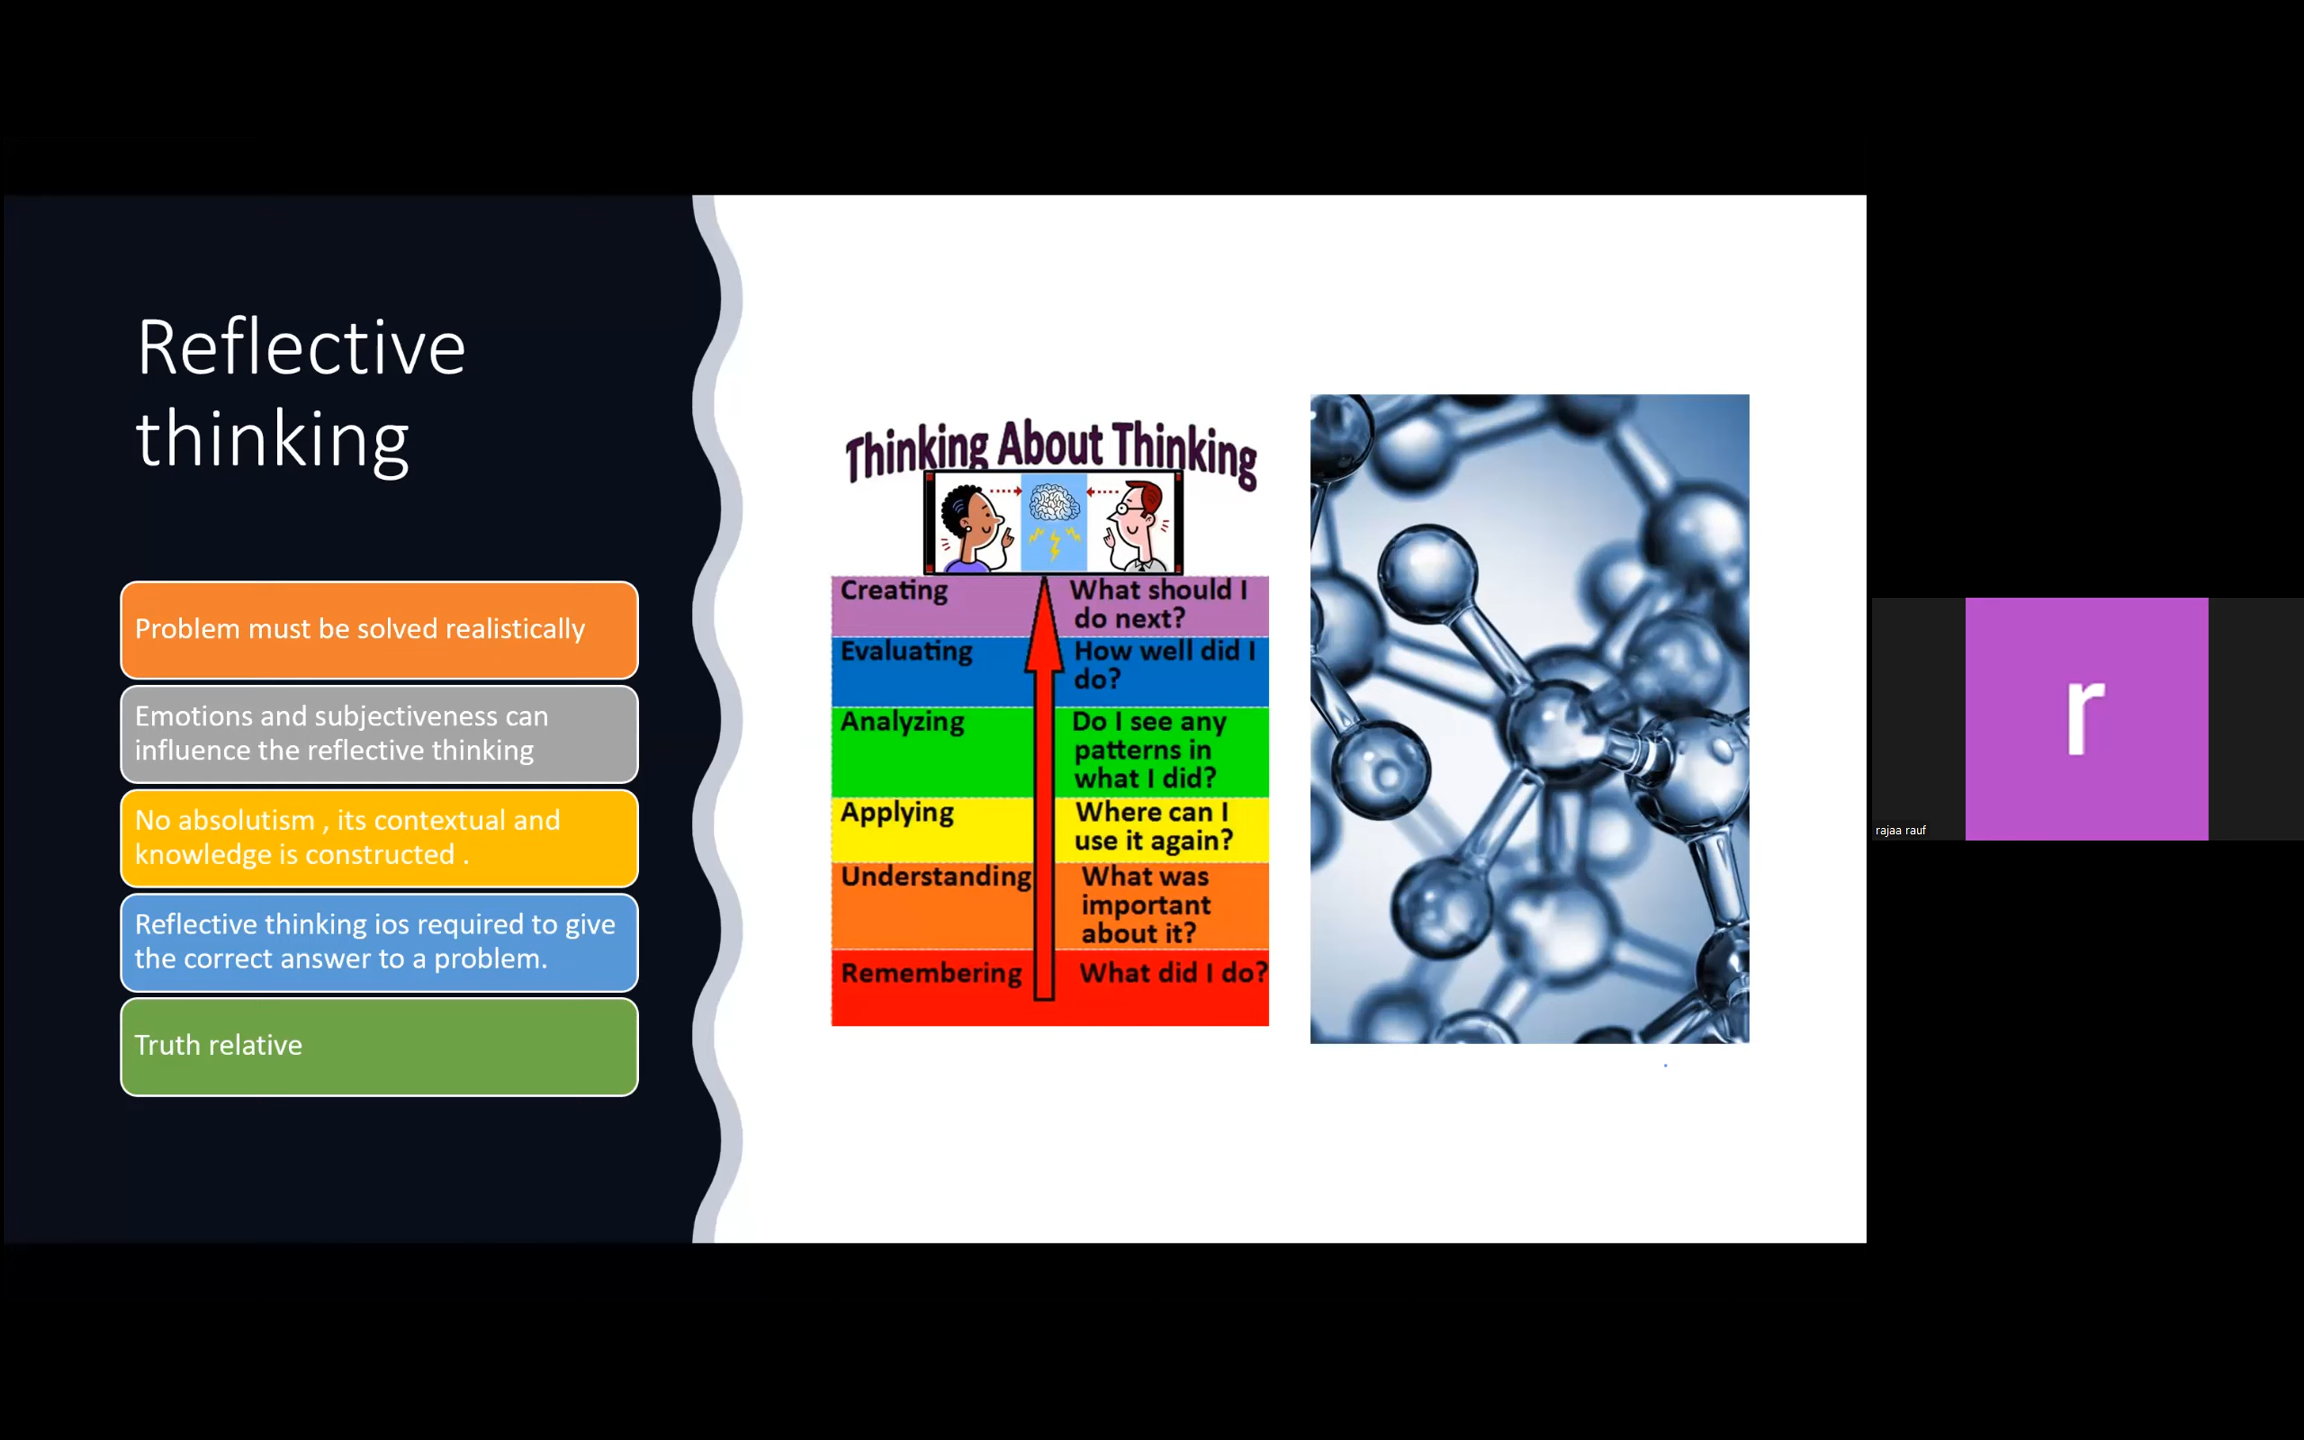 Reflective
thinking
Problem must be solved realistically
Emotions and subjectiveness can
influence the reflective thinking
No absolutism , its contextual and
knowledge is constructed .
Reflective thinking ios required to give
the correct answer to a problem.
Truth relative
Thinking About Thinking
Creating
What should I
do next?
Evaluating
How well did I
do?
Analyzing
Do I see any
patterns in
what I did?
Applying
Where can I
use it again?
Understanding
What was
important
about it?
Remembering
What did I do?
r
rajaa rauf